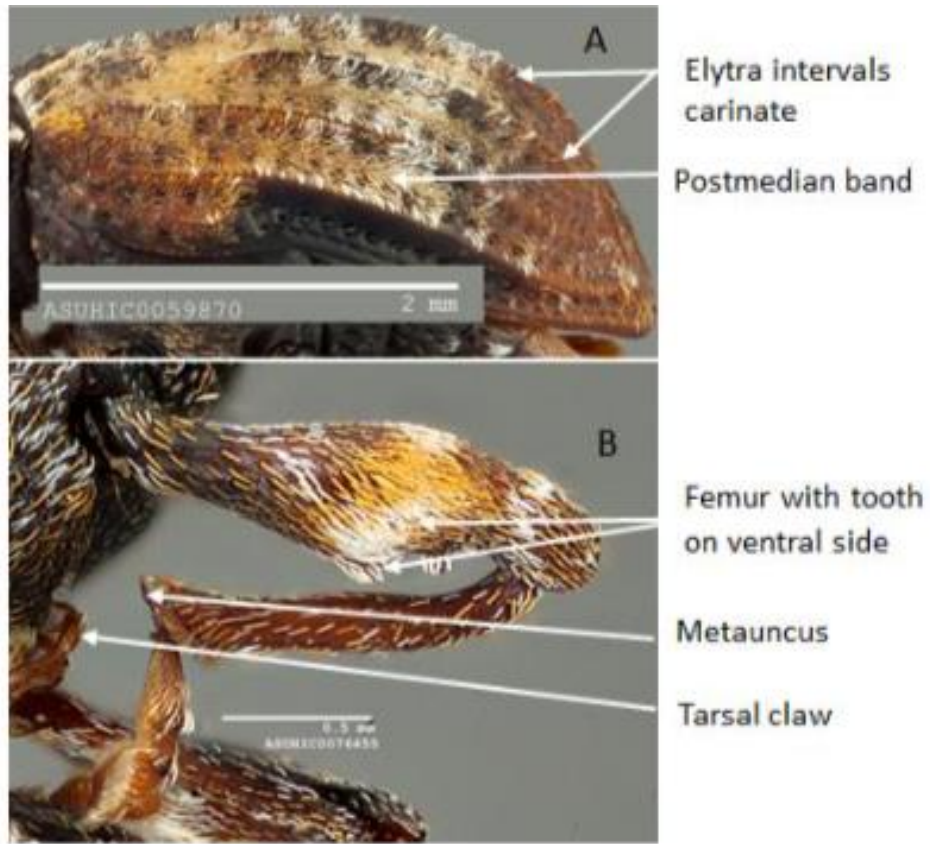 A
Elytra intervals
carinate
Postmedian band
2 mm
ASUHIC0059870
B
Femur with tooth
on ventral side
Metauncus
Tarsal claw
0.5 mm
ASUHIC0076455